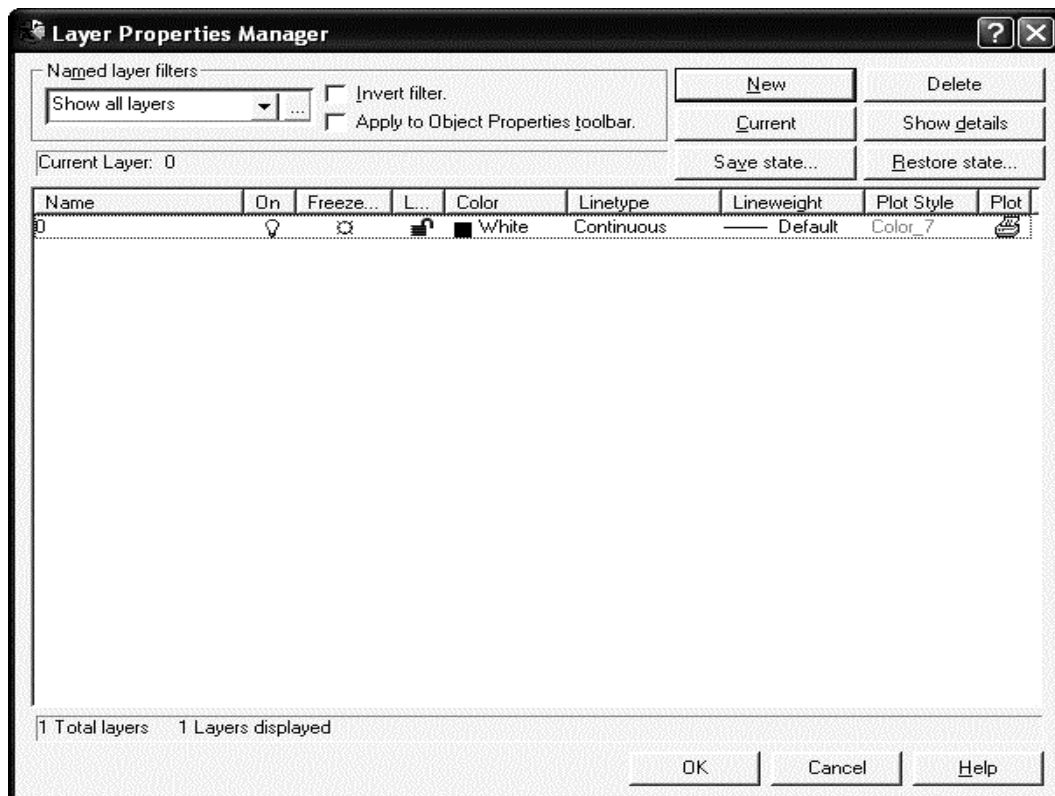 Layer Properties Manager
Named layer filters
Show all layers
...
Invert filter.
Apply to Object Properties toolbar.
New
Delete
Current
Show details
Save state...
Restore state...
Current Layer: 0
Name On Freeze... L... Color Linetype Lineweight Plot Style Plot
0 White Continuous Default Color_7
1 Total layers 1 Layers displayed
OK
Cancel
Help